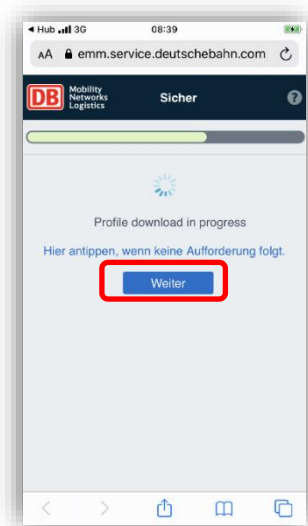 ◀ Hub 3G 08:39
AA emm.service.deutschebahn.com
DB Mobility
Networks
Logistics
Sicher ?
Profile download in progress
Hier antippen, wenn keine Aufforderung folgt.
Weiter